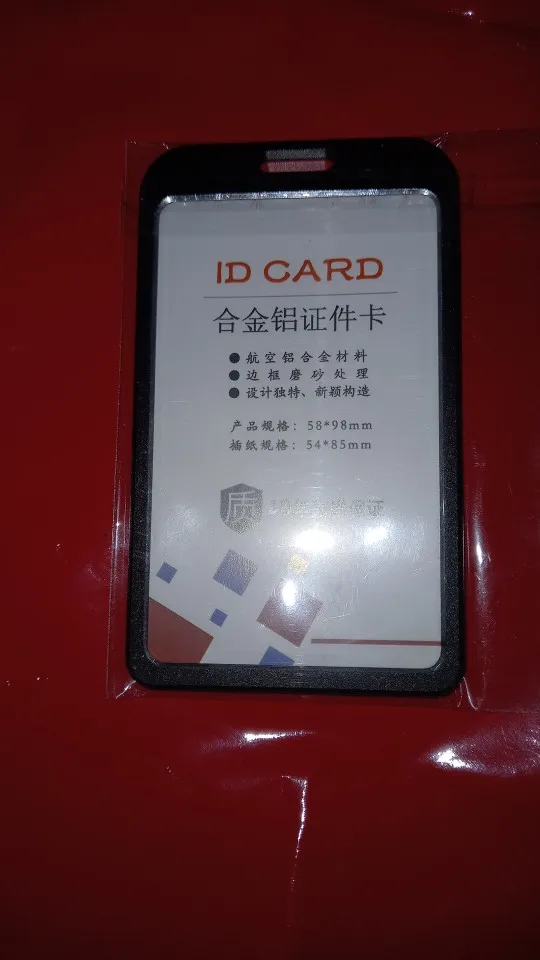 ID CARD
合金铝证件卡
● 航空铝合金材料
● 边框磨砂处理
● 设计独特、新颖构造
产品规格：58*98mm
插纸规格：54*85mm
质